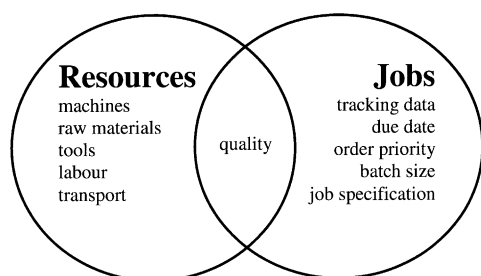 Resources
machines
raw materials
tools
labour
transport
quality
Jobs
tracking data
due date
order priority
batch size
job specification